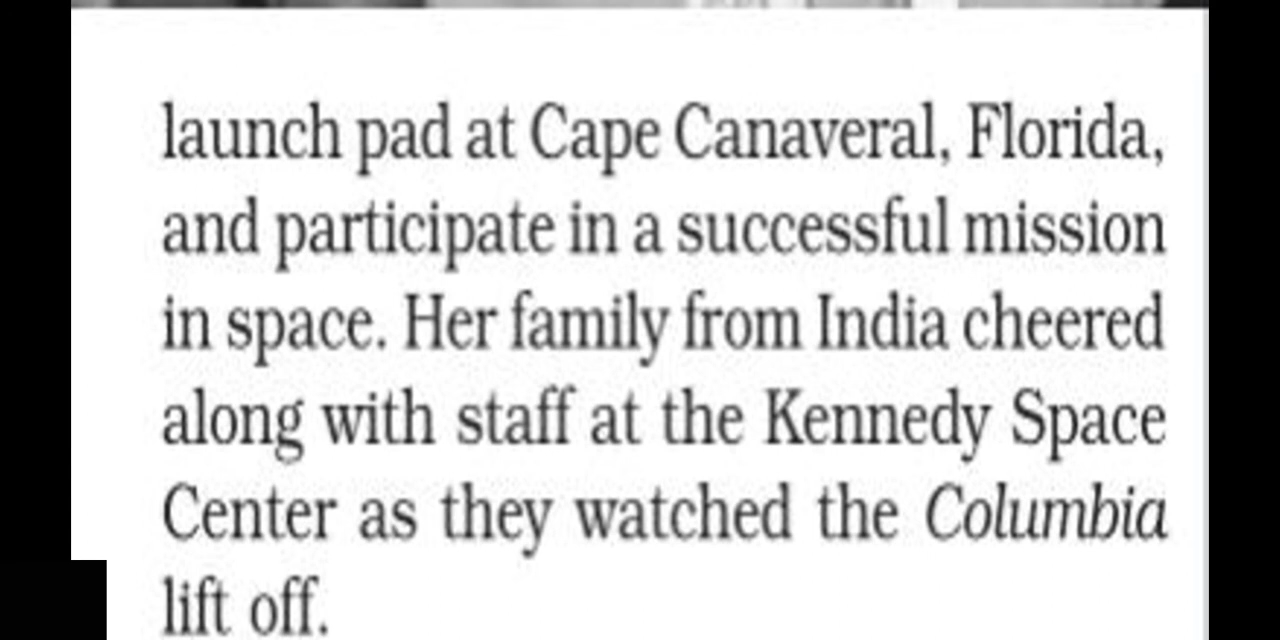 launch pad at Cape Canaveral, Florida,
and participate in a successful mission
in space. Her family from India cheered
along with staff at the Kennedy Space
Center as they watched the Columbia
lift off.